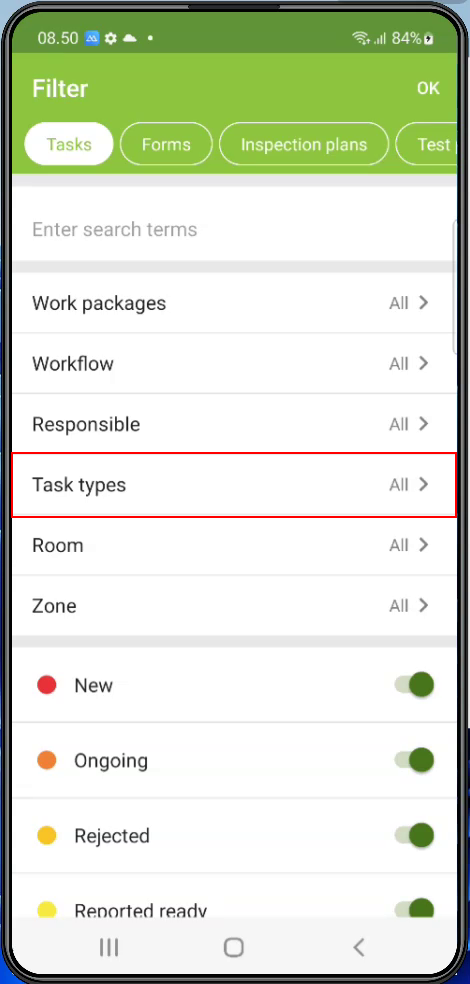 08.50 84%
Filter OK
Tasks Forms Inspection plans Test
Enter search terms
Work packages All
Workflow All
Responsible All
Task types All
Room All
Zone All
New
Ongoing
Rejected
Reported ready